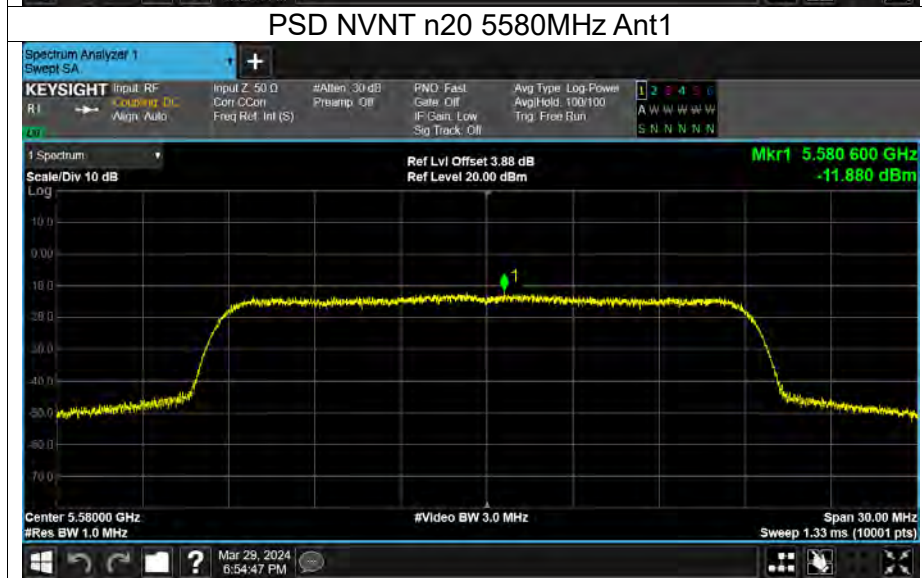 PSD NVNT n20 5580MHz Ant1
Spectrum Analyzer 1
Swept SA
+
KEYSIGHT Input: RF
Coupling: DC
Align: Auto
Input Z: 50 Ω
Corr CCorr
Freq Ref: Int (S)
#Atten: 30 dB
Preamp: Off
PNO: Fast
Gate: Off
IF Gain: Low
Sig Track: Off
Avg Type: Log-Power
Avg|Hold: 100/100
Trig: Free Run
1 2 3 4 5 6
A W W W W W
S N N N N N
1 Spectrum
Scale/Div 10 dB
Ref Lvl Offset 3.88 dB
Ref Level 20.00 dBm
Mkr1 5.580 600 GHz
-11.880 dBm
Log
10.0
0.00
-10.0
-20.0
-30.0
-40.0
-50.0
-60.0
-70.0
1
Center 5.58000 GHz
#Res BW 1.0 MHz
#Video BW 3.0 MHz
Span 30.00 MHz
Sweep 1.33 ms (10001 pts)
?
Mar 29, 2024
6:54:47 PM